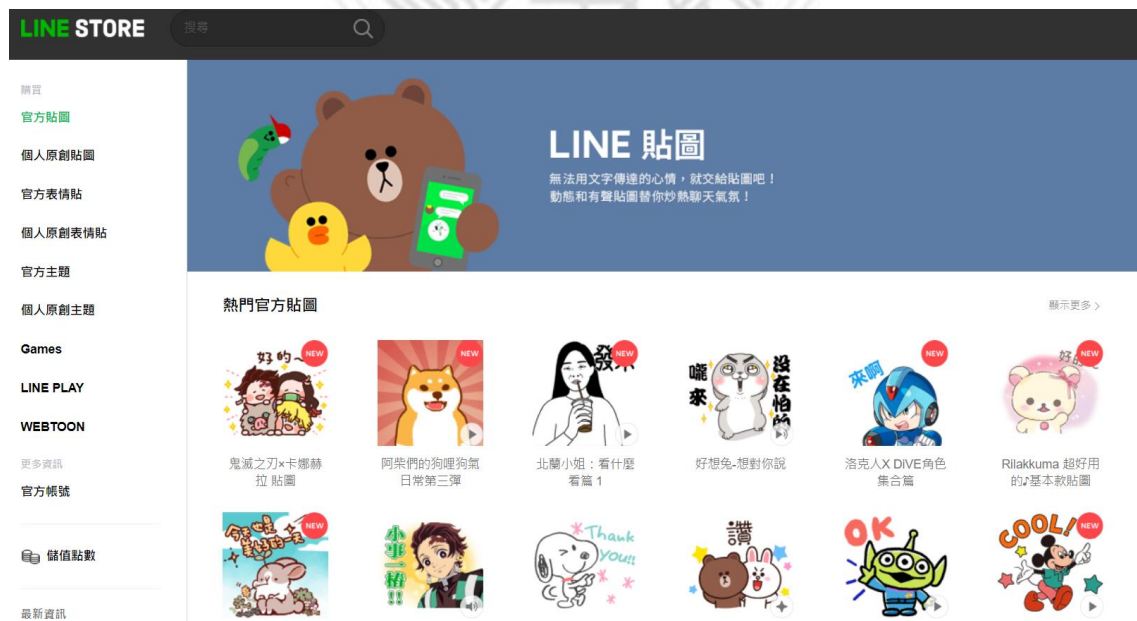 LINE STORE
搜尋
購買
官方貼圖
個人原創貼圖
官方表情貼
個人原創表情貼
官方主題
個人原創主題
Games
LINE PLAY
WEBTOON
更多資訊
官方帳號
儲值點數
最新資訊
LINE 貼圖
無法用文字傳達的心情，就交給貼圖吧！
動態和有聲貼圖替你炒熱聊天氣氛！
熱門官方貼圖
顯示更多 >
好的~
NEW
NEW
NEW
嚨來
沒在怕的
來啊
NEW
NEW
鬼滅之刃×卡娜赫
拉 貼圖
阿柴們的狗哩狗氣
日常第三彈
北蘭小姐：看什麼
看篇 1
好想兔-想對你說
洛克人X DiVE角色
集合篇
Rilakkuma 超好用
的♪基本款貼圖
今天也是
美好的一天
NEW
小事一樁!!
Thank
you!!
讚
OK
COOL!
NEW